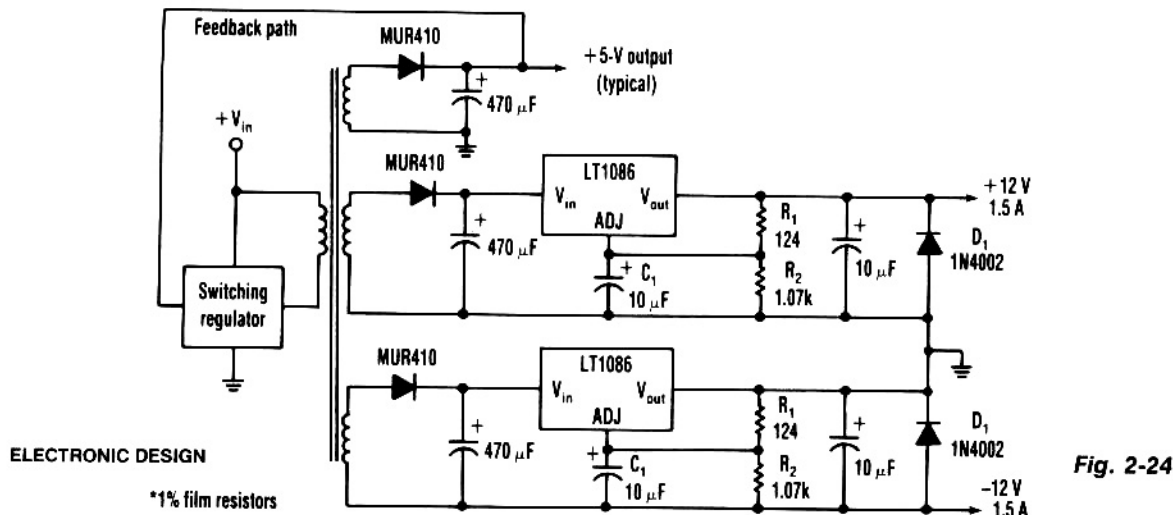 Feedback path
MUR410
+5-V output
(typical)
+
470 μF
+V_in
Switching
regulator
MUR410
LT1086
V_in
V_out
ADJ
+
470 μF
+
C_1
10 μF
R_1
124
R_2
1.07k
+
10 μF
D_1
1N4002
+12 V
1.5 A
MUR410
LT1086
V_in
V_out
ADJ
+
470 μF
+
C_1
10 μF
R_1
124
R_2
1.07k
+
10 μF
D_1
1N4002
−12 V
1.5 A
ELECTRONIC DESIGN
*1% film resistors
Fig. 2-24